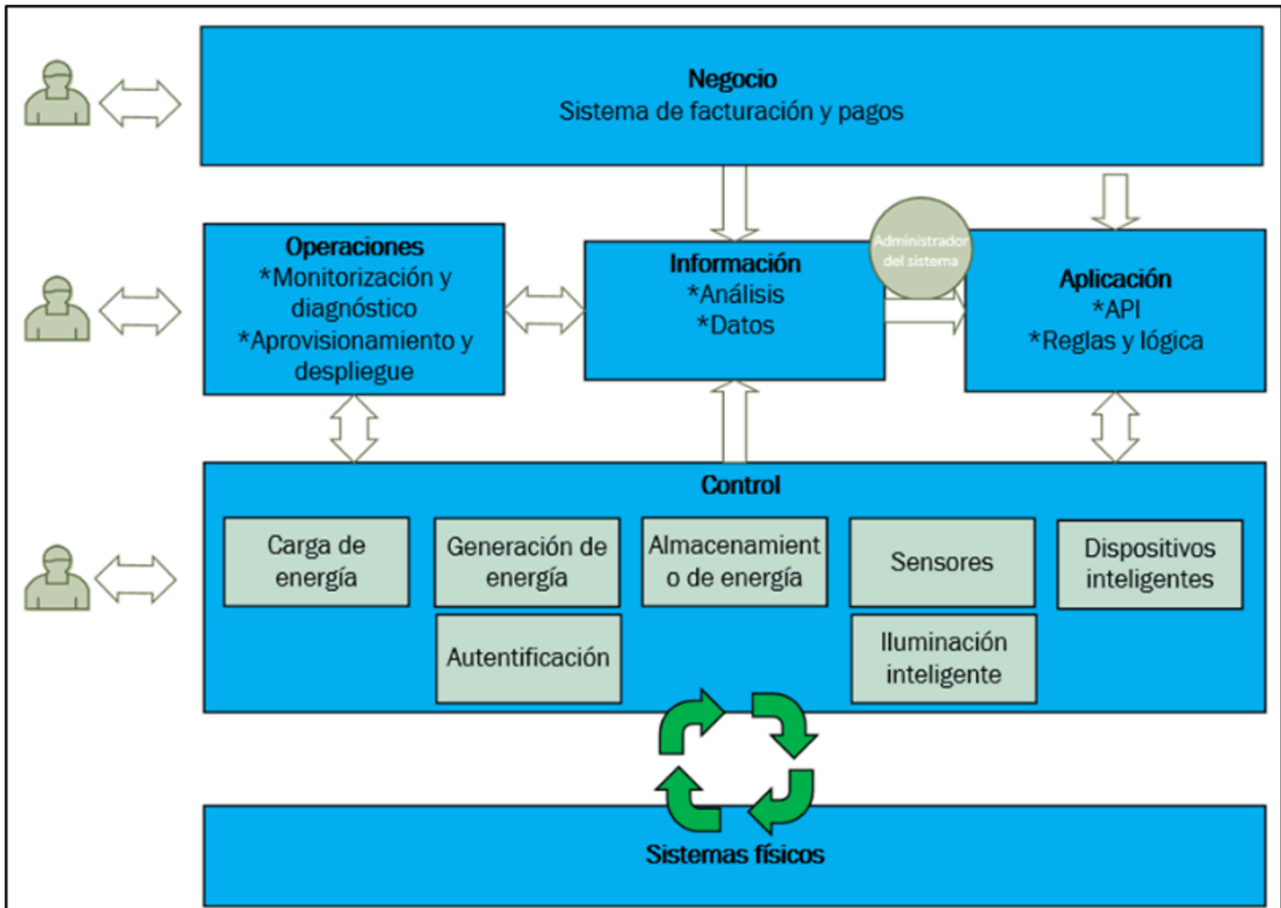 Negocio
Sistema de facturación y pagos
Operaciones
*Monitorización y
diagnóstico
*Aprovisionamiento y
despliegue
Información
*Análisis
*Datos
Administrador
del sistema
Aplicación
*API
*Reglas y lógica
Control
Carga de
energía
Generación de
energía
Almacenamient
o de energía
Sensores
Dispositivos
inteligentes
Autentificación
Iluminación
inteligente
Sistemas físicos